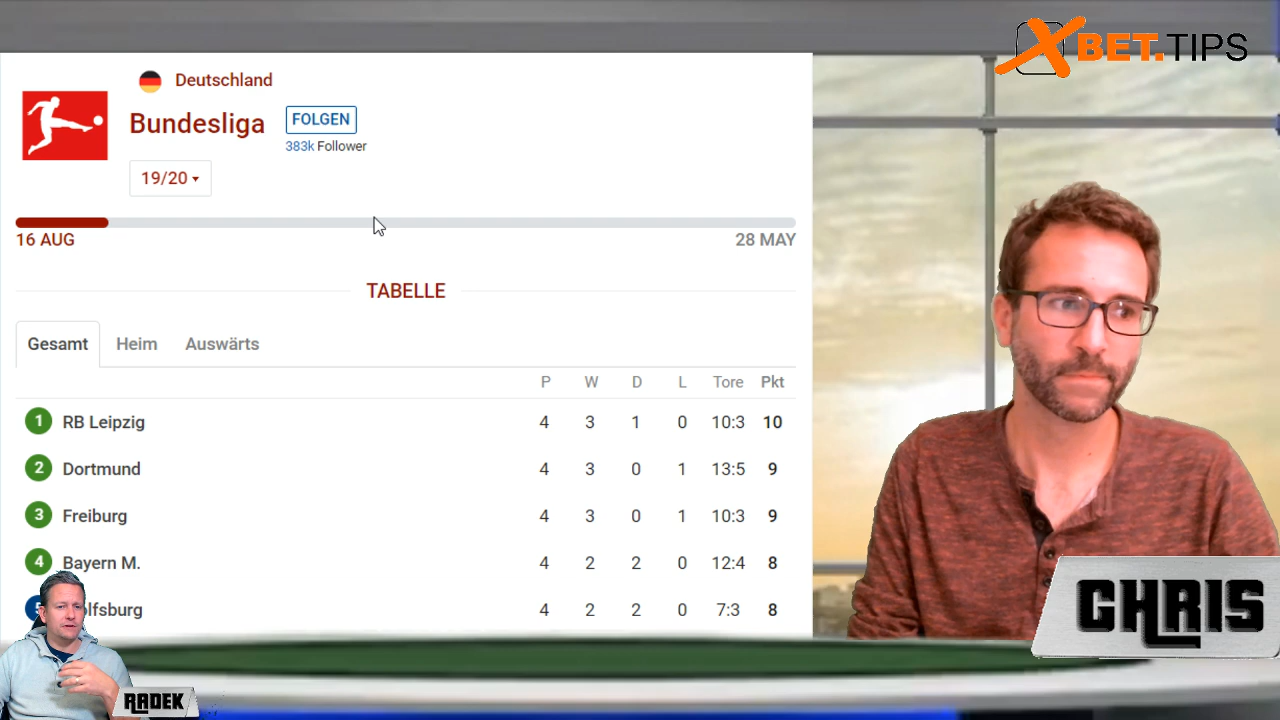 XBET.TIPS
Deutschland
Bundesliga
FOLGEN
383k Follower
19/20
16 AUG
28 MAY
TABELLE
Gesamt Heim Auswärts
P W D L Tore Pkt
1 RB Leipzig 4 3 1 0 10:3 10
2 Dortmund 4 3 0 1 13:5 9
3 Freiburg 4 3 0 1 10:3 9
4 Bayern M. 4 2 2 0 12:4 8
4 2 2 0 7:3 8
CHRIS
RADEK